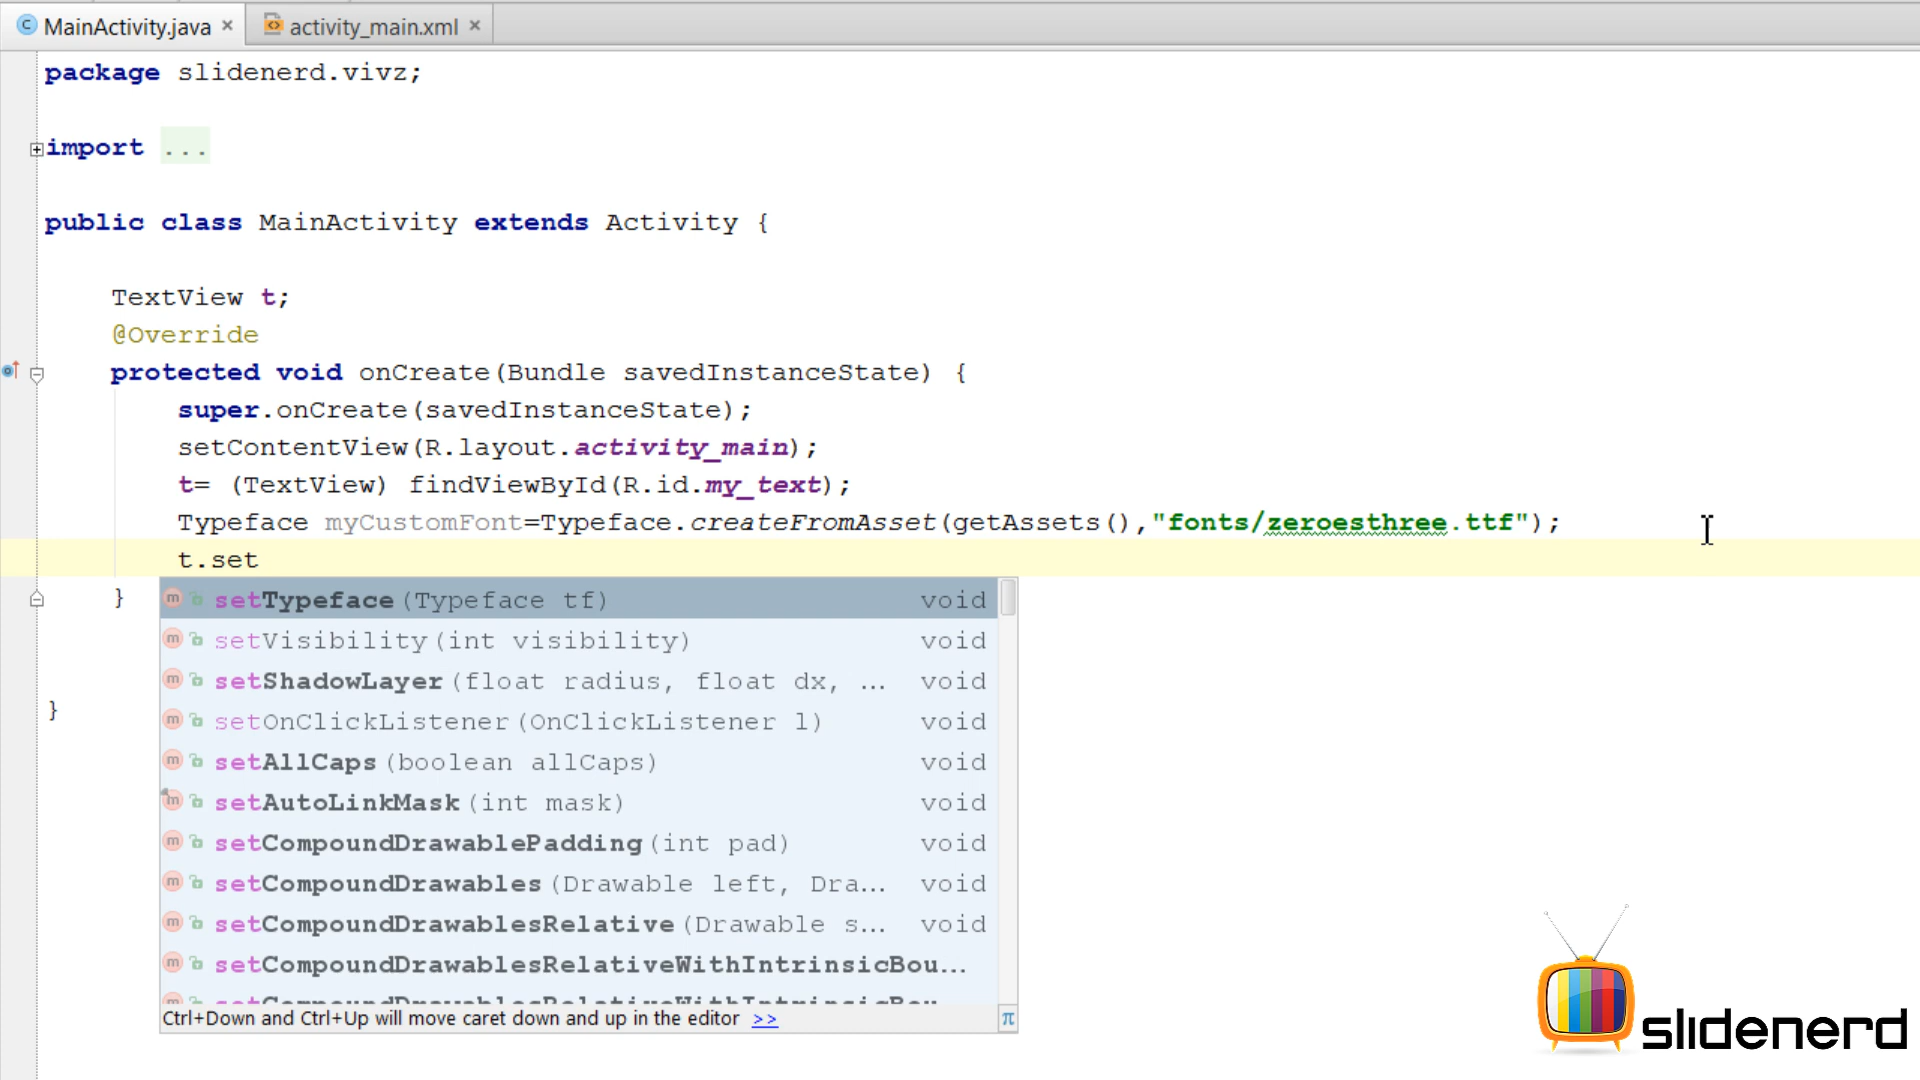 MainActivity.java × activity_main.xml ×
package slidenerd.vivz;
import ...
public class MainActivity extends Activity {
TextView t;
@Override
protected void onCreate(Bundle savedInstanceState) {
super.onCreate(savedInstanceState);
setContentView(R.layout.activity_main);
t= (TextView) findViewById(R.id.my_text);
Typeface myCustomFont=Typeface.createFromAsset(getAssets(),"fonts/zeroesthree.ttf");
t.set
}
setTypeface(Typeface tf) void
setVisibility(int visibility) void
setShadowLayer(float radius, float dx, ... void
setOnClickListener(OnClickListener l) void
}
setAllCaps(boolean allCaps) void
setAutoLinkMask(int mask) void
setCompoundDrawablePadding(int pad) void
setCompoundDrawables(Drawable left, Dra... void
setCompoundDrawablesRelative(Drawable s... void
setCompoundDrawablesRelativeWithIntrinsicBou...
setCompoundDrawablesRelativeWithIntrinsicBou...
Ctrl+Down and Ctrl+Up will move caret down and up in the editor >> π
slidenerd